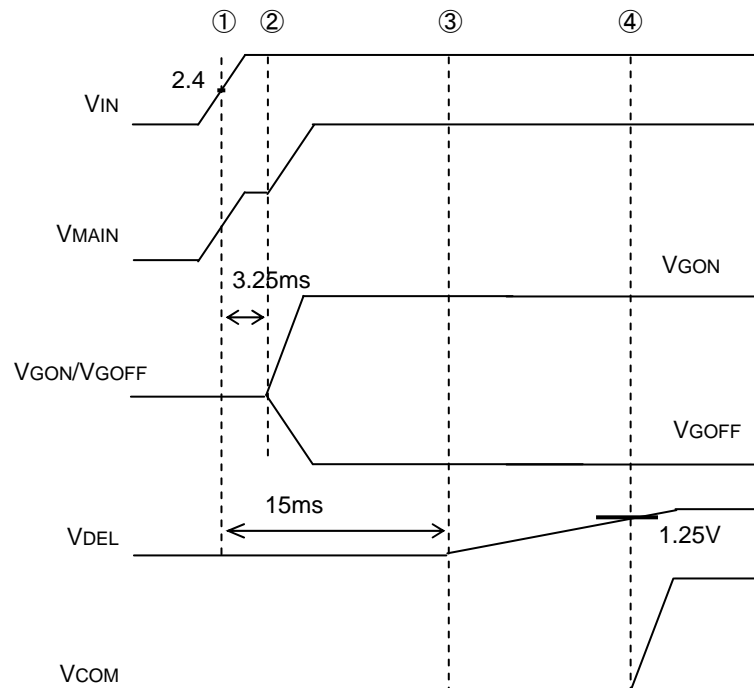 ① ② ③ ④
2.4
VIN
VMAIN
VGON
3.25ms
VGON/VGOFF
VGOFF
15ms
VDEL
1.25V
VCOM